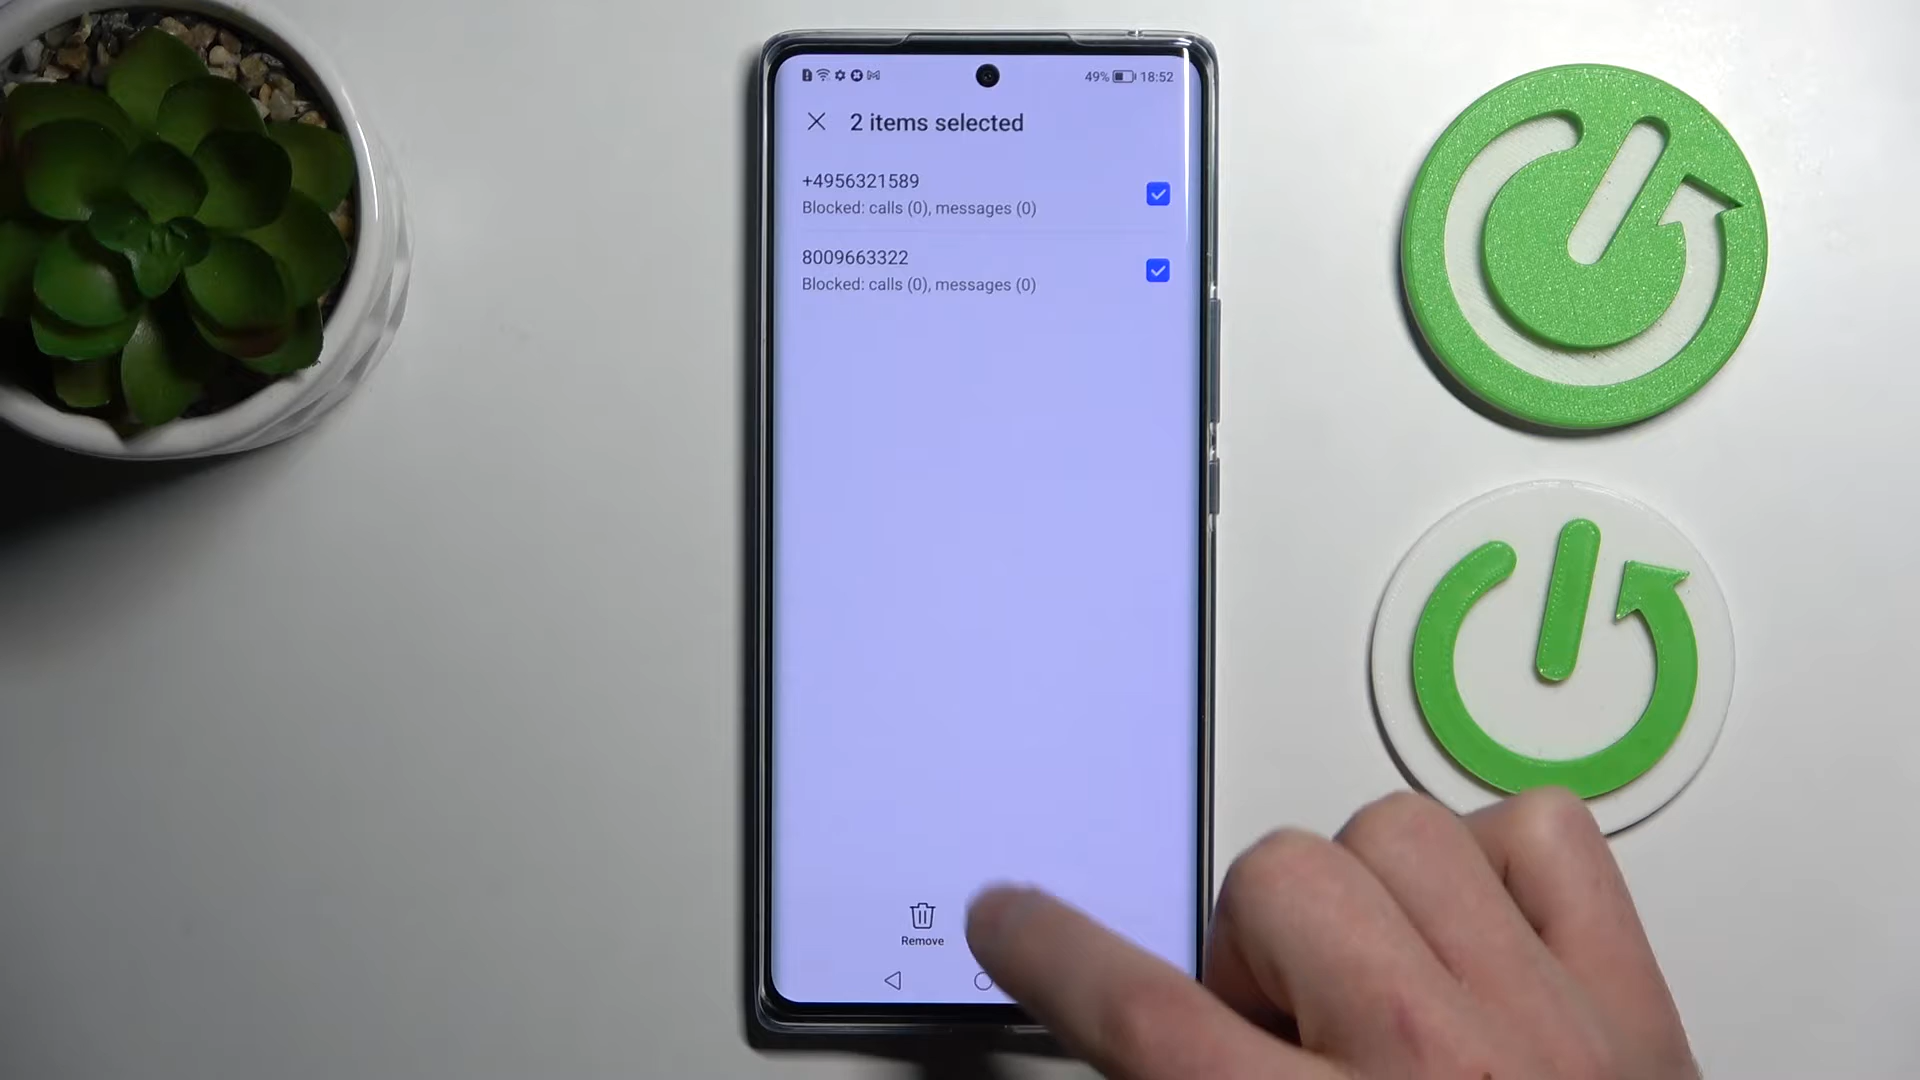 49% 18:52
2 items selected
+4956321589
Blocked: calls (0), messages (0)
8009663322
Blocked: calls (0), messages (0)
Remove